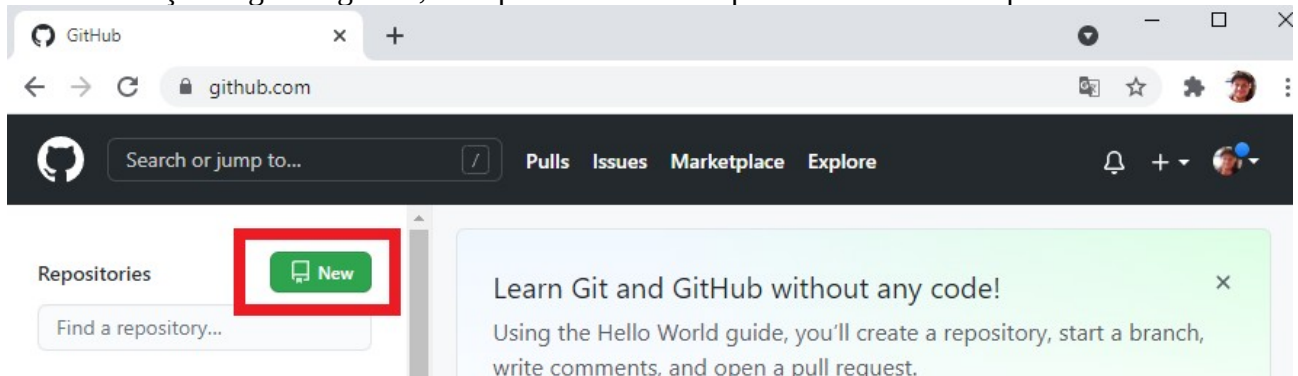 GitHub
github.com
Search or jump to... / Pulls Issues Marketplace Explore
Repositories New
Find a repository...
Learn Git and GitHub without any code!
Using the Hello World guide, you'll create a repository, start a branch,
write comments, and open a pull request.